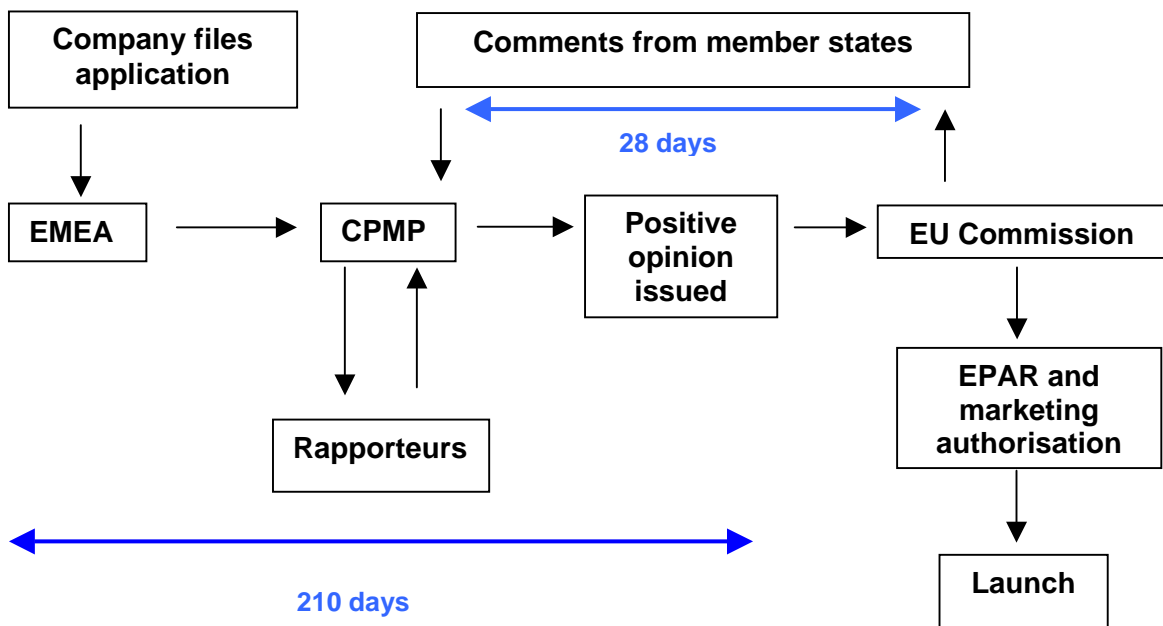 Company files
application
Comments from member states
28 days
EMEA
CPMP
Positive
opinion
issued
EU Commission
Rapporteurs
EPAR and
marketing
authorisation
210 days
Launch